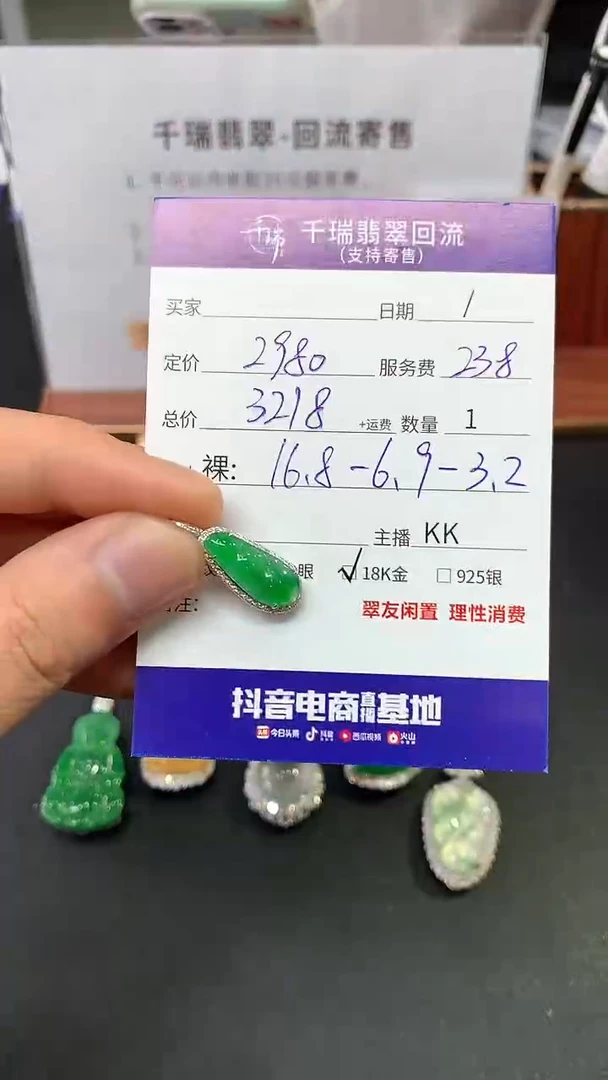 千瑞翡翠-回流寄售
千瑞翡翠回流
(支持寄售)
买家 日期 /
定价 2980 服务费 238
总价 3218 +运费 数量 1
裸: 16.8-6.9-3.2
主播 KK
眼 ✓ 18K金 □ 925银
注: 翠友闲置 理性消费
抖音电商直播基地
头条 今日头条 抖音 西瓜视频 火山